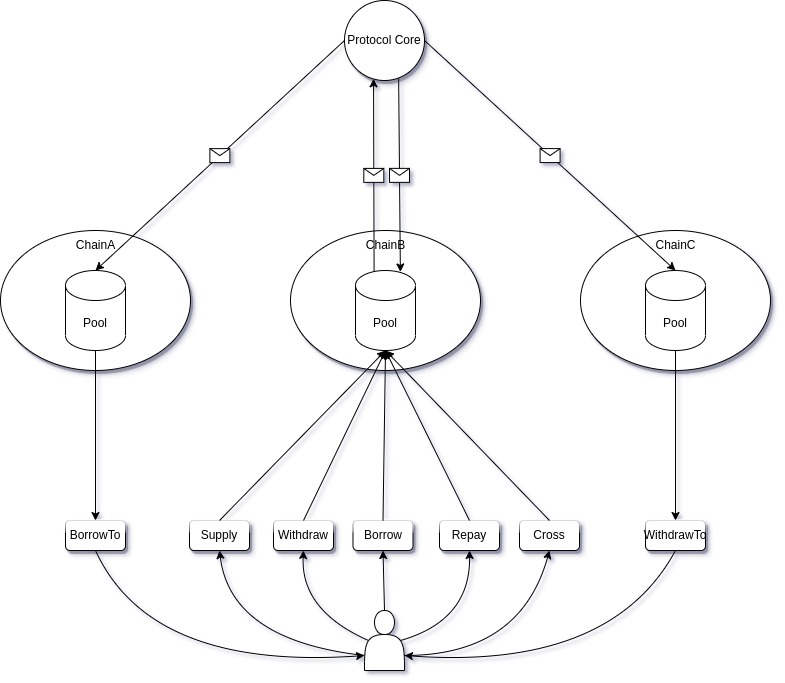 Protocol Core
ChainA
ChainB
ChainC
Pool
Pool
Pool
BorrowTo
Supply
Withdraw
Borrow
Repay
Cross
WithdrawTo